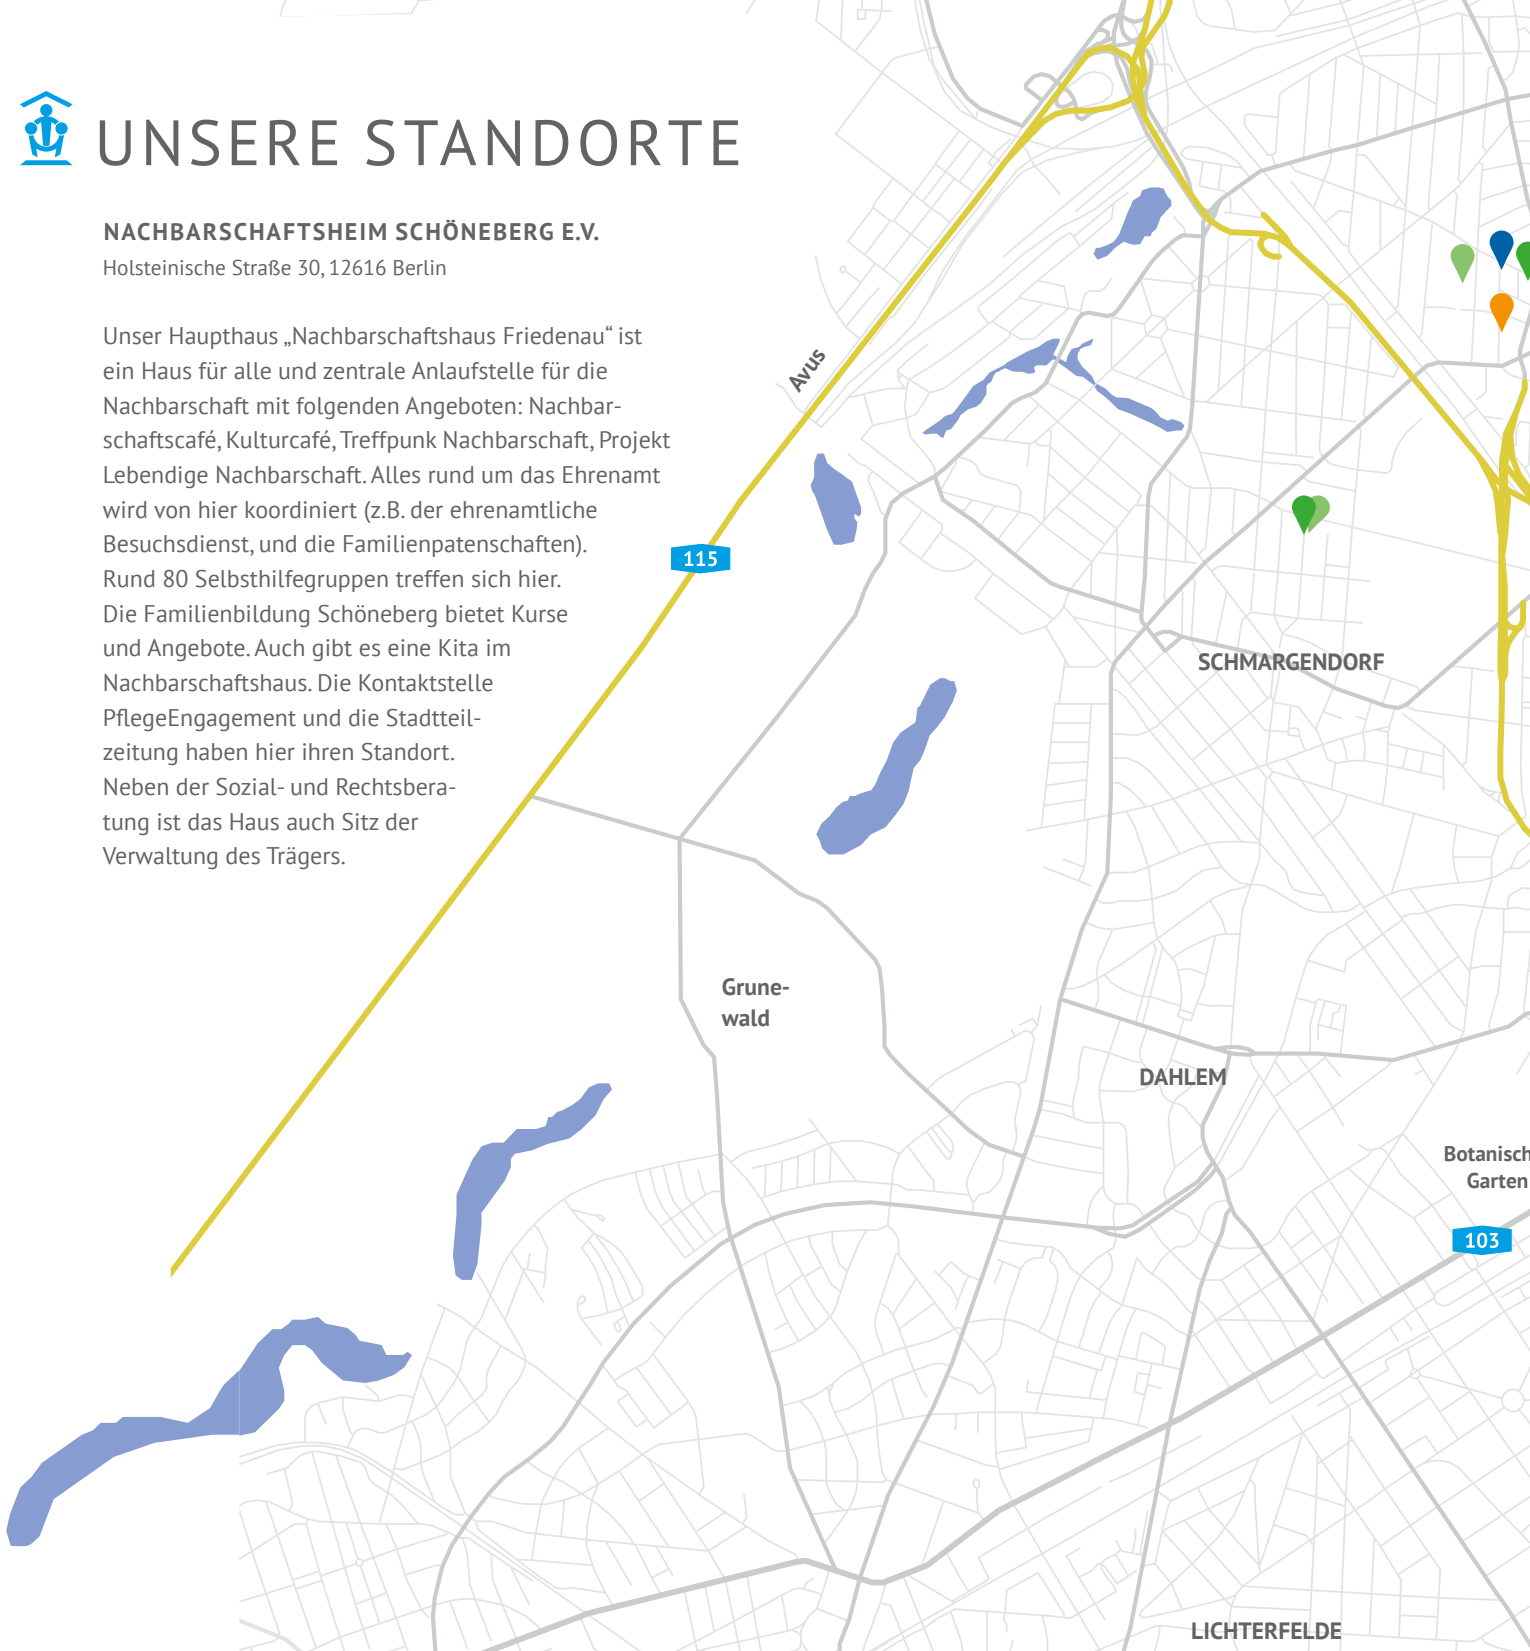 UNSERE STANDORTE
NACHBARSCHAFTSHEIM SCHÖNEBERG E.V.
Holsteinische Straße 30, 12616 Berlin
Unser Haupthaus „Nachbarschaftshaus Friedenau“ ist
ein Haus für alle und zentrale Anlaufstelle für die
Nachbarschaft mit folgenden Angeboten: Nachbar-
schaftscafé, Kulturcafé, Treffpunk Nachbarschaft, Projekt
Lebendige Nachbarschaft. Alles rund um das Ehrenamt
wird von hier koordiniert (z.B. der ehrenamtliche
Besuchsdienst, und die Familienpatenschaften).
Rund 80 Selbsthilfegruppen treffen sich hier.
Die Familienbildung Schöneberg bietet Kurse
und Angebote. Auch gibt es eine Kita im
Nachbarschaftshaus. Die Kontaktstelle
PflegeEngagement und die Stadtteil-
zeitung haben hier ihren Standort.
Neben der Sozial- und Rechtsbera-
tung ist das Haus auch Sitz der
Verwaltung des Trägers.
Avus
115
SCHMARGENDORF
Grune-
wald
DAHLEM
Botanisch
Garten
103
LICHTERFELDE